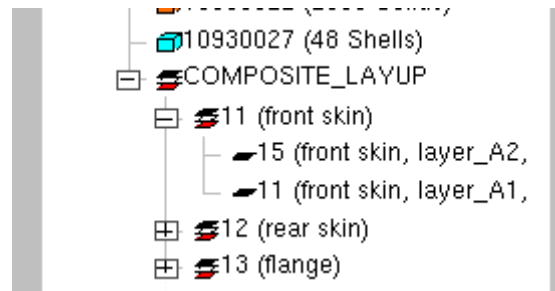 10930027 (48 Shells)
COMPOSITE_LAYUP
11 (front skin)
15 (front skin, layer_A2,
11 (front skin, layer_A1,
12 (rear skin)
13 (flange)